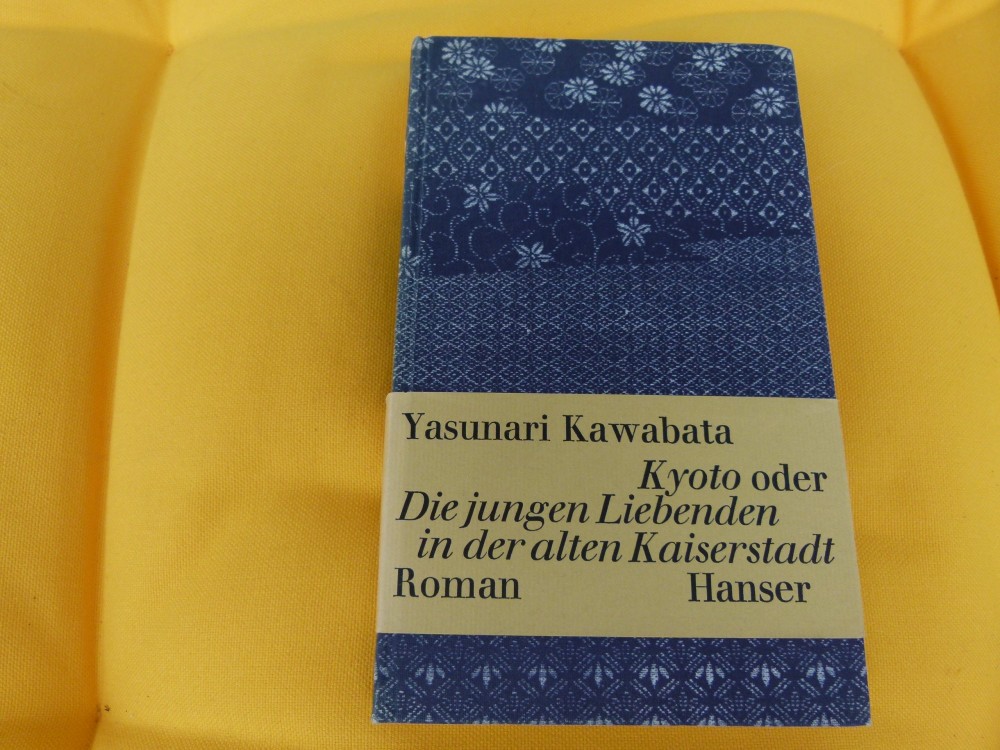 Yasunari Kawabata
Kyoto oder
Die jungen Liebenden
in der alten Kaiserstadt
Roman Hanser